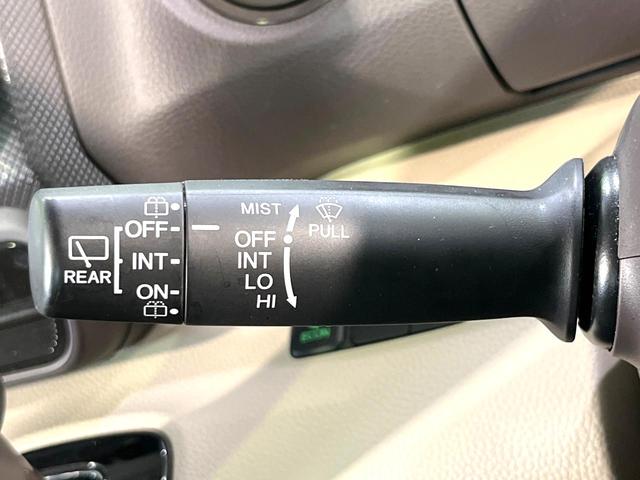 REAR
OFF
INT
ON
MIST
OFF
INT
LO
HI
PULL